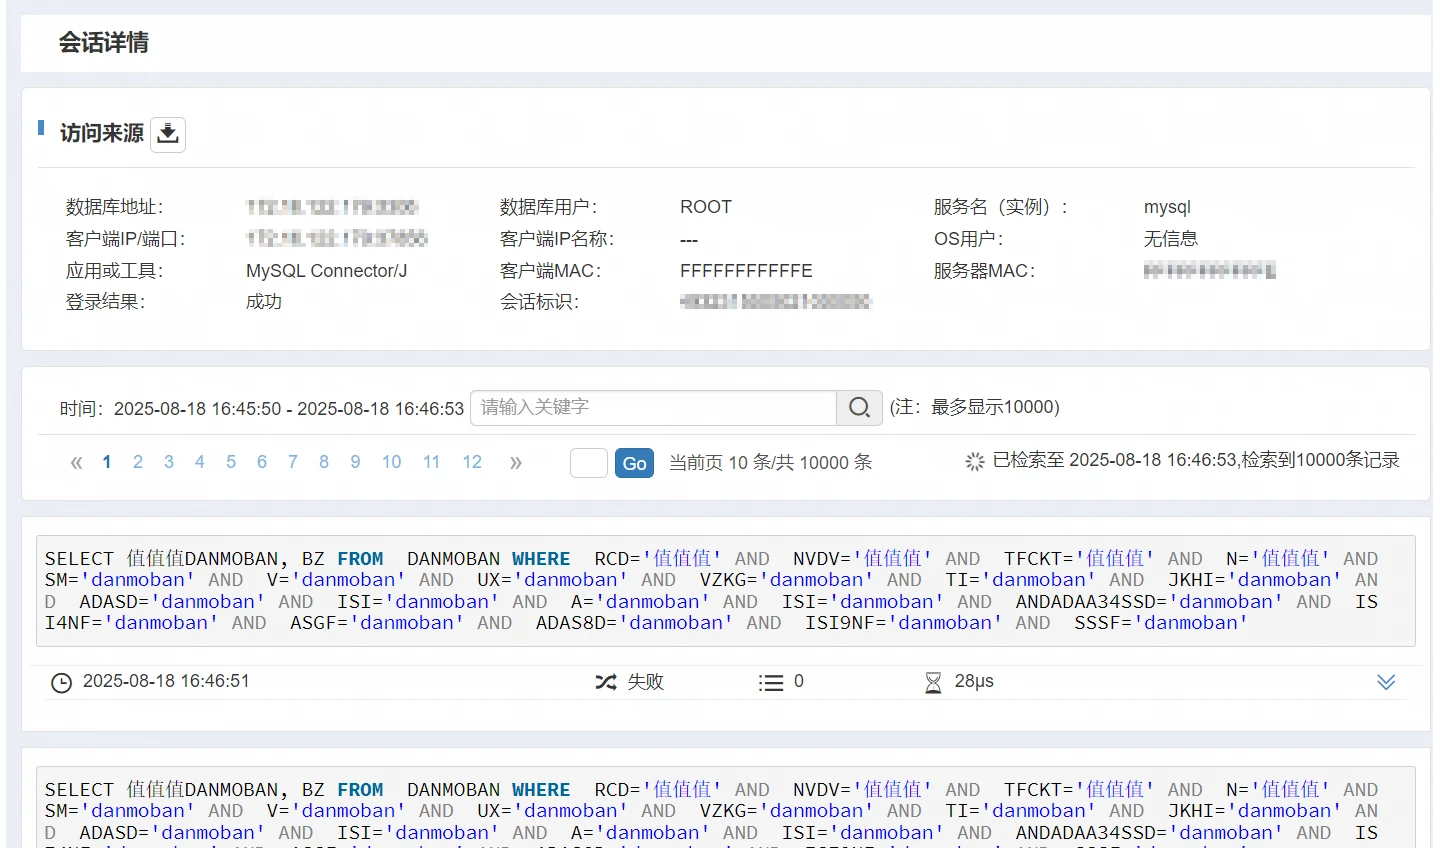 会话详情
访问来源
数据库地址： 数据库用户： ROOT 服务名（实例）： mysql
客户端IP/端口： 客户端IP名称： --- OS用户： 无信息
应用或工具： MySQL Connector/J 客户端MAC： FFFFFFFFFFFE 服务器MAC：
登录结果： 成功 会话标识：
时间：2025-08-18 16:45:50 - 2025-08-18 16:46:53 请输入关键字 (注：最多显示10000)
« 1 2 3 4 5 6 7 8 9 10 11 12 » Go 当前页 10 条/共 10000 条 已检索至 2025-08-18 16:46:53,检索到10000条记录
SELECT 值值值DANMOBAN, BZ FROM DANMOBAN WHERE RCD='值值值' AND NVDV='值值值' AND TFCKT='值值值' AND N='值值值' AND
SM='danmoban' AND V='danmoban' AND UX='danmoban' AND VZKG='danmoban' AND TI='danmoban' AND JKHI='danmoban' AN
D ADASD='danmoban' AND ISI='danmoban' AND A='danmoban' AND ISI='danmoban' AND ANDADAA34SSD='danmoban' AND IS
I4NF='danmoban' AND ASGF='danmoban' AND ADAS8D='danmoban' AND ISI9NF='danmoban' AND SSSF='danmoban'
2025-08-18 16:46:51 失败 0 28μs
SELECT 值值值DANMOBAN, BZ FROM DANMOBAN WHERE RCD='值值值' AND NVDV='值值值' AND TFCKT='值值值' AND N='值值值' AND
SM='danmoban' AND V='danmoban' AND UX='danmoban' AND VZKG='danmoban' AND TI='danmoban' AND JKHI='danmoban' AN
D ADASD='danmoban' AND ISI='danmoban' AND A='danmoban' AND ISI='danmoban' AND ANDADAA34SSD='danmoban' AND IS